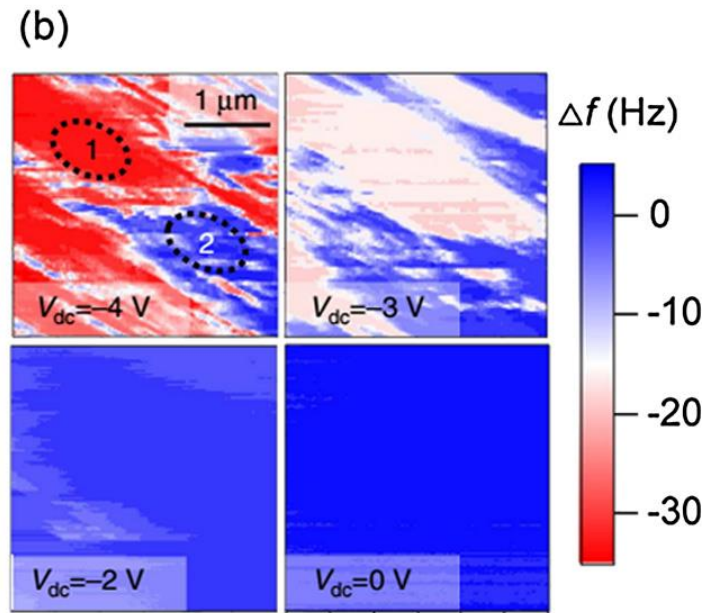 (b)
1 μm
1
2
V_dc=−4 V
V_dc=−3 V
V_dc=−2 V
V_dc=0 V
Δf (Hz)
0
-10
-20
-30